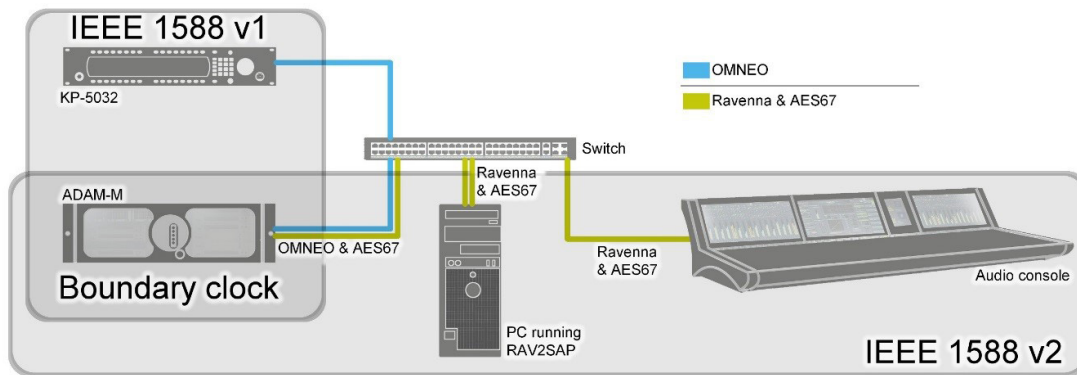 IEEE 1588 v1
KP-5032
OMNEO
Ravenna & AES67
Switch
Ravenna
& AES67
ADAM-M
OMNEO & AES67
Boundary clock
Ravenna
& AES67
Audio console
PC running
RAV2SAP
IEEE 1588 v2